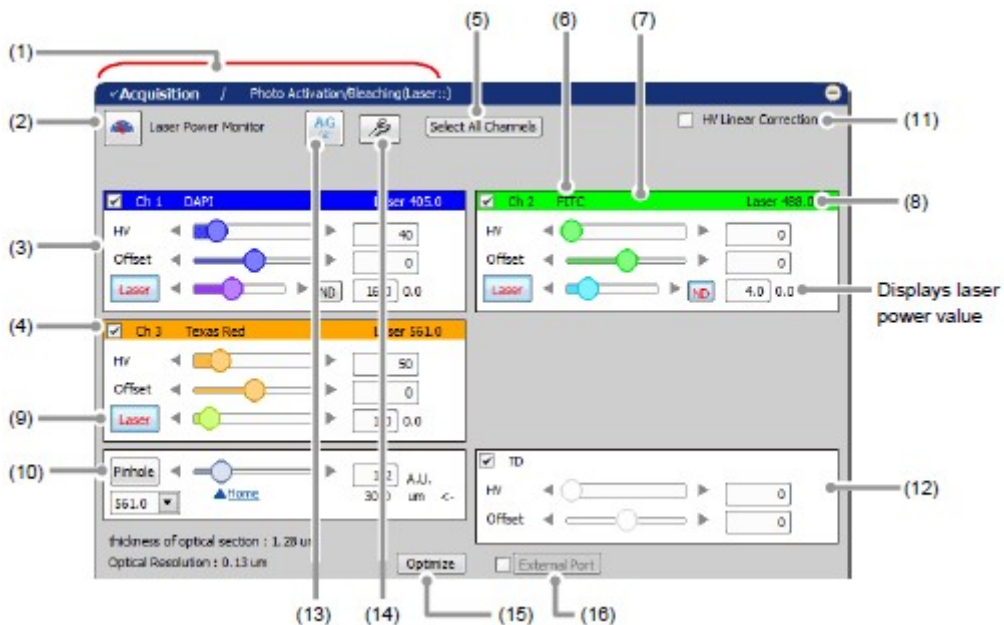 (5) (6) (7)
(1)
✓Acquisition / Photo Activation/Bleaching(Laser::)
(2) Laser Power Monitor A/G Select All Channels HV Linear Correction (11)
Ch 1 DAPI Laser 405.0
Ch 2 FITC Laser 488.0 (8)
(3) HV 40
Offset 0
Laser ND 0.0
HV 0
Offset 0
Laser ND 4.0 0.0 Displays laser power value
(4) Ch 3 Texas Red Laser 561.0
HV 50
Offset 0
(9) Laser 0.0
(10) Pinhole A.U.
561.0 Home um <-
TD
HV 0 (12)
Offset 0
thickness of optical section : 1.28 um
Optical Resolution : 0.13 um Optimize External Port
(13) (14) (15) (16)